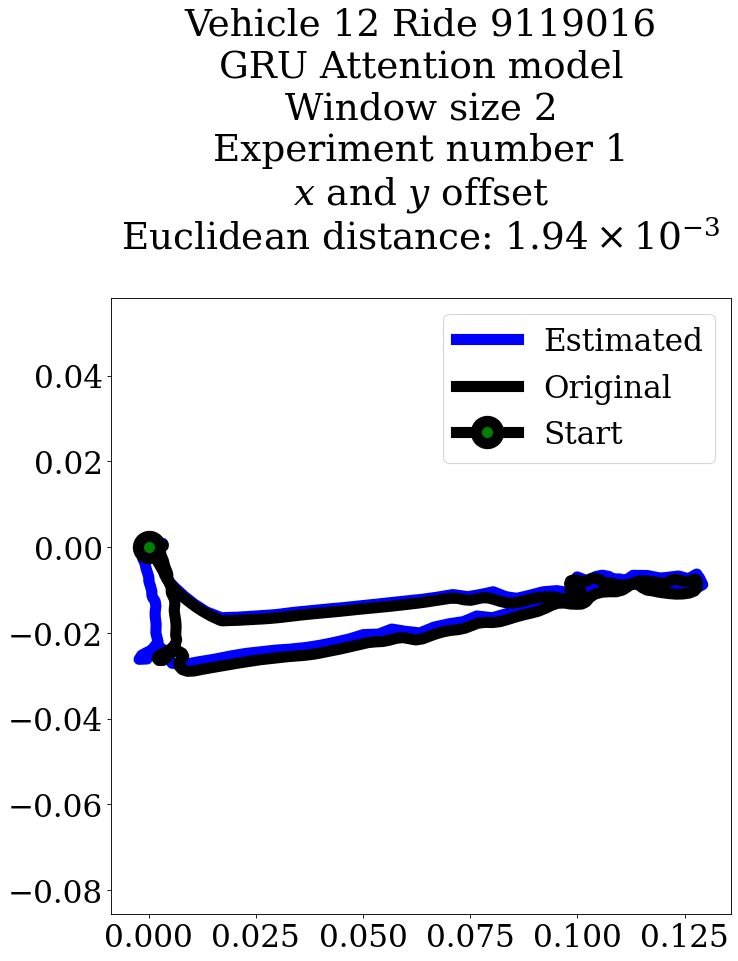 Vehicle 12 Ride 9119016
GRU Attention model
Window size 2
Experiment number 1
x and y offset
Euclidean distance: 1.94 × 10⁻³
Estimated
Original
Start
0.04
0.02
0.00
−0.02
−0.04
−0.06
−0.08
0.000 0.025 0.050 0.075 0.100 0.125